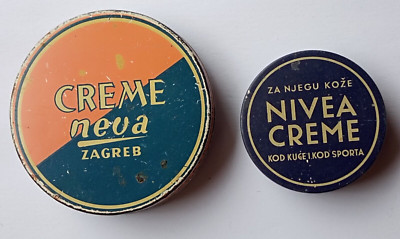 CREME
neva
ZAGREB
ZA NJEGU KOŽE
NIVEA
CREME
KOD KUĆE I KOD SPORTA